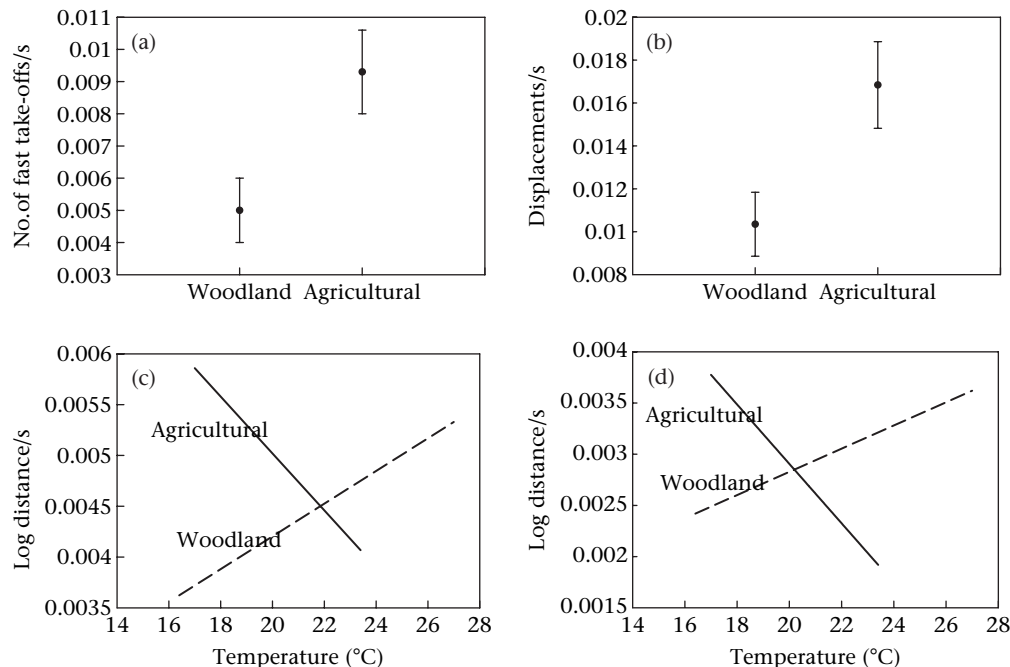 (a)
No.of fast take-offs/s
0.011
0.01
0.009
0.008
0.007
0.006
0.005
0.004
0.003
Woodland Agricultural
(b)
Displacements/s
0.02
0.018
0.016
0.014
0.012
0.01
0.008
Woodland Agricultural
(c)
Log distance/s
0.006
0.0055
0.005
0.0045
0.004
0.0035
Agricultural
Woodland
14 16 18 20 22 24 26 28
Temperature (°C)
(d)
Log distance/s
0.004
0.0035
0.003
0.0025
0.002
0.0015
Agricultural
Woodland
14 16 18 20 22 24 26 28
Temperature (°C)